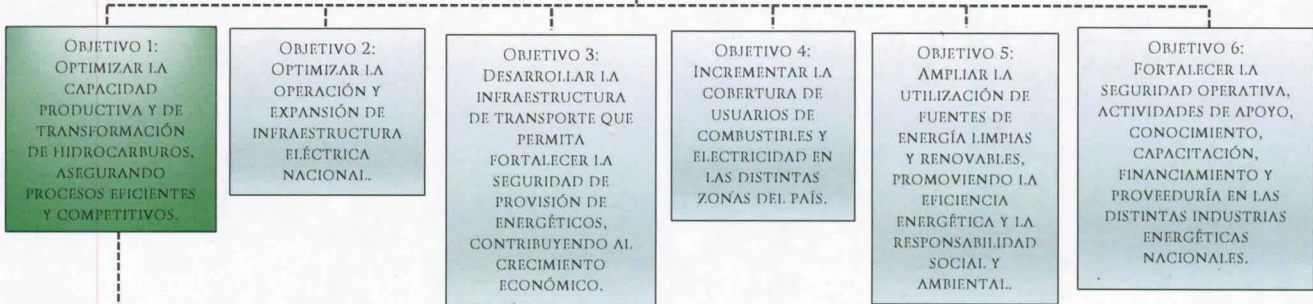 OBJETIVO 1:
OPTIMIZAR LA
CAPACIDAD
PRODUCTIVA Y DE
TRANSFORMACIÓN
DE HIDROCARBUROS,
ASEGURANDO
PROCESOS EFICIENTES
Y COMPETITIVOS.
OBJETIVO 2:
OPTIMIZAR LA
OPERACIÓN Y
EXPANSIÓN DE
INFRAESTRUCTURA
ELÉCTRICA
NACIONAL.
OBJETIVO 3:
DESARROLLAR LA
INFRAESTRUCTURA
DE TRANSPORTE QUE
PERMITA
FORTALECER LA
SEGURIDAD DE
PROVISIÓN DE
ENERGÉTICOS,
CONTRIBUYENDO AL
CRECIMIENTO
ECONÓMICO.
OBJETIVO 4:
INCREMENTAR LA
COBERTURA DE
USUARIOS DE
COMBUSTIBLES Y
ELECTRICIDAD EN
LAS DISTINTAS
ZONAS DEL PAÍS.
OBJETIVO 5:
AMPLIAR LA
UTILIZACIÓN DE
FUENTES DE
ENERGÍA LIMPIAS
Y RENOVABLES,
PROMOVIENDO LA
EFICIENCIA
ENERGÉTICA Y LA
RESPONSABILIDAD
SOCIAL Y
AMBIENTAL.
OBJETIVO 6:
FORTALECER LA
SEGURIDAD OPERATIVA,
ACTIVIDADES DE APOYO,
CONOCIMIENTO,
CAPACITACIÓN,
FINANCIAMIENTO Y
PROVEEDURÍA EN LAS
DISTINTAS INDUSTRIAS
ENERGÉTICAS
NACIONALES.